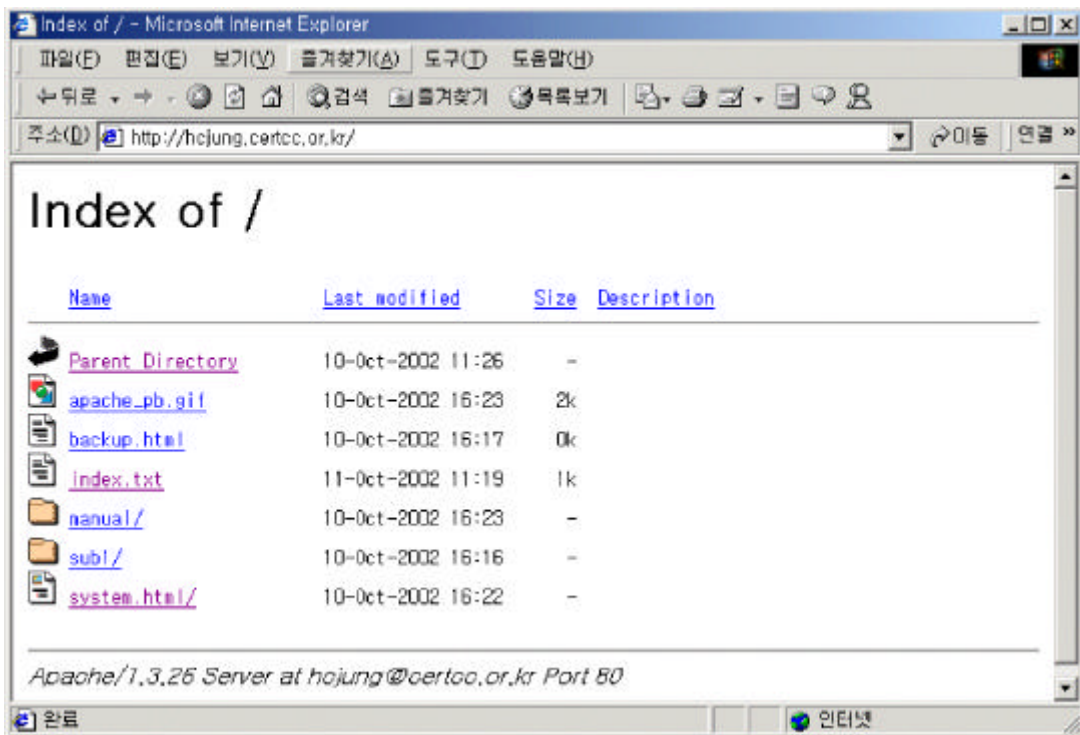 Index of / - Microsoft Internet Explorer
파일(F) 편집(E) 보기(V) 즐겨찾기(A) 도구(T) 도움말(H)
뒤로 검색 즐겨찾기 목록보기
주소(D) http://hcjung.certcc.or.kr/ 이동 연결 »
Index of /
Name Last modified Size Description
Parent Directory 10-Oct-2002 11:26 -
apache_pb.gif 10-Oct-2002 16:23 2k
backup.html 10-Oct-2002 16:17 0k
index.txt 11-Oct-2002 11:19 1k
manual/ 10-Oct-2002 16:23 -
sub1/ 10-Oct-2002 16:16 -
system.html/ 10-Oct-2002 16:22 -
Apache/1.3.26 Server at hcjung@certcc.or.kr Port 80
완료 인터넷